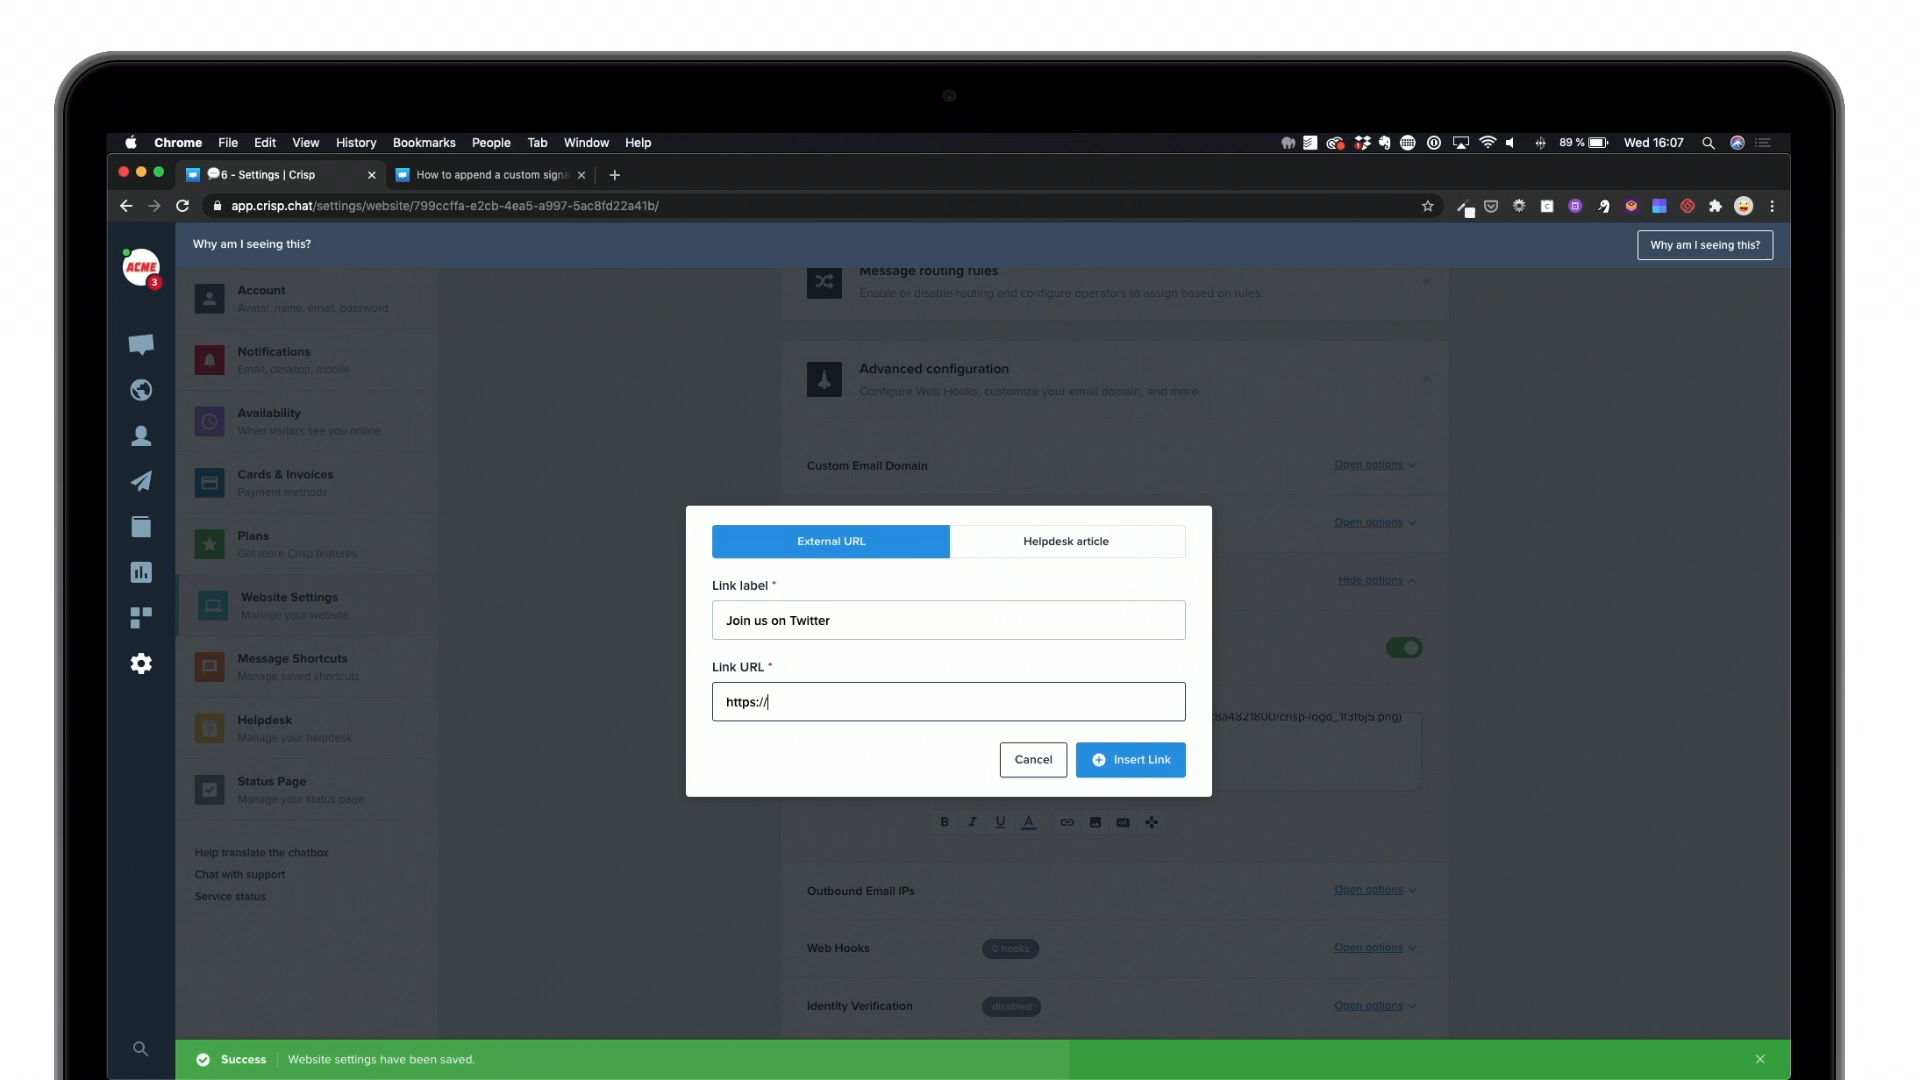 Chrome File Edit View History Bookmarks People Tab Window Help 89 % Wed 16:07
6 - Settings | Crisp How to append a custom signa
app.crisp.chat/settings/website/799ccffa-e2cb-4ea5-a997-5ac8fd22a41b/
Why am I seeing this? Why am I seeing this?
ACME
3
Account
Avatar, name, email, password
Notifications
Email, desktop, mobile
Availability
When visitors see you online
Cards & Invoices
Payment methods
Plans
Get more Crisp features
Website Settings
Manage your website
Message Shortcuts
Manage saved shortcuts
Helpdesk
Manage your helpdesk
Status Page
Manage your status page
Help translate the chatbox
Chat with support
Service status
Message routing rules
Enable or disable routing and configure operators to assign based on rules.
Advanced configuration
Configure Web Hooks, customize your email domain, and more.
Custom Email Domain Open options
Open options
Hide options
External URL Helpdesk article
Link label *
Join us on Twitter
Link URL *
https://
8a4821800/crisp-logo_1f3t6j5.png)
Cancel Insert Link
B I U A
Outbound Email IPs Open options
Web Hooks 0 hooks Open options
Identity Verification disabled Open options
Success Website settings have been saved.